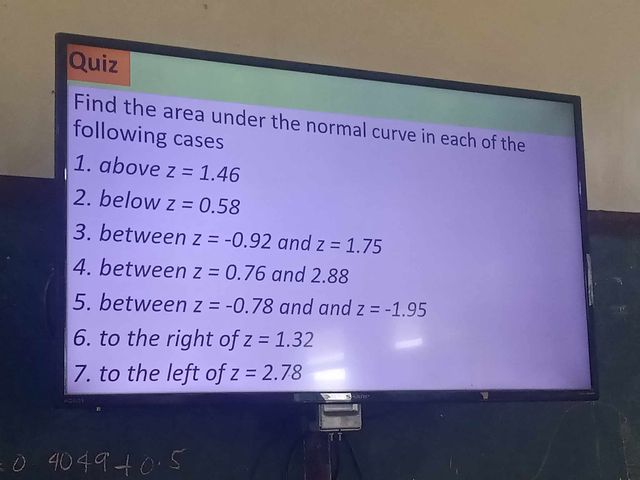 Quiz
Find the area under the normal curve in each of the
following cases
1. above z = 1.46
2. below z = 0.58
3. between z = -0.92 and z = 1.75
4. between z = 0.76 and 2.88
5. between z = -0.78 and and z = -1.95
6. to the right of z = 1.32
7. to the left of z = 2.78
SHARP
0 4049+0.5